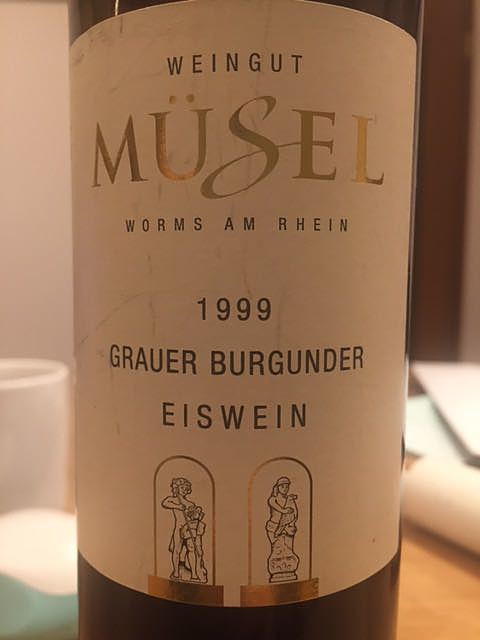 WEINGUT
MÜSEL
WORMS AM RHEIN
1999
GRAUER BURGUNDER
EISWEIN